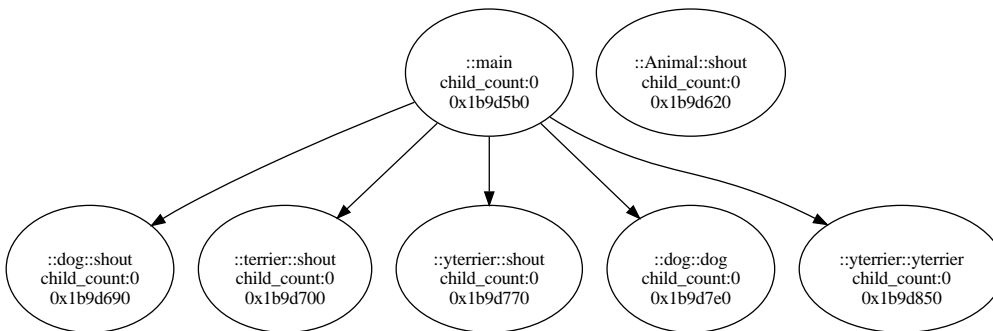 ::main
child_count:0
0x1b9d5b0
::Animal::shout
child_count:0
0x1b9d620
::dog::shout
child_count:0
0x1b9d690
::terrier::shout
child_count:0
0x1b9d700
::yterrier::shout
child_count:0
0x1b9d770
::dog::dog
child_count:0
0x1b9d7e0
::yterrier::yterrier
child_count:0
0x1b9d850